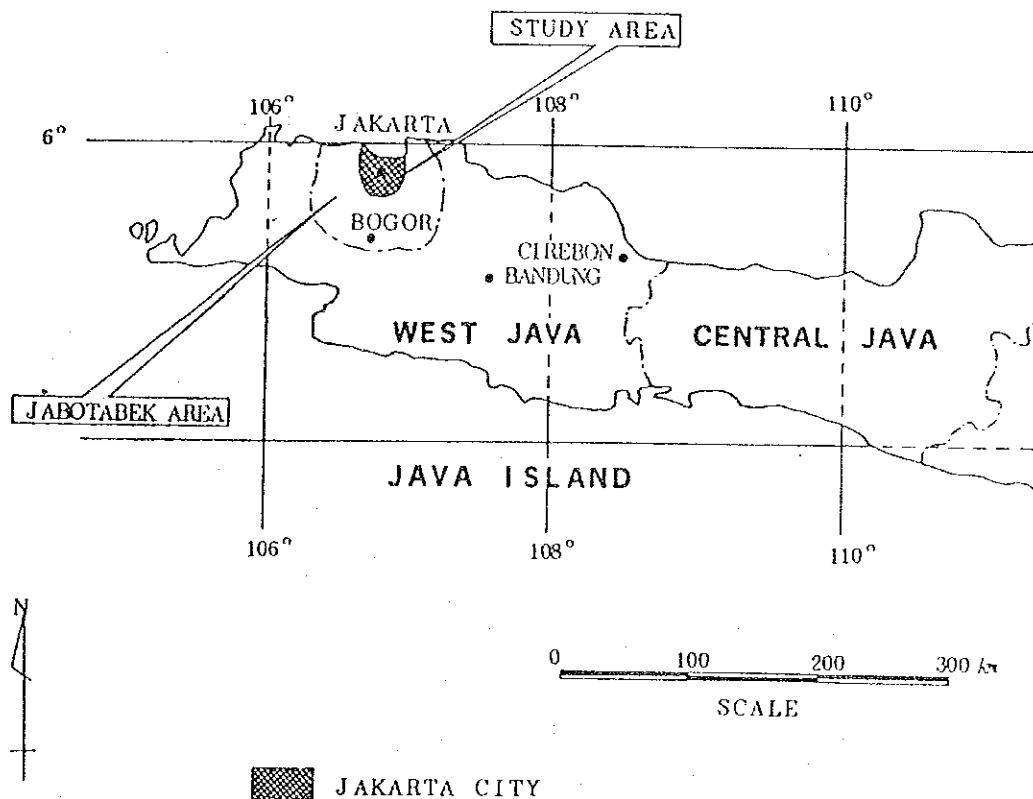 STUDY AREA
106° 108° 110°
JAKARTA
6°
BOGOR
CIREBON
BANDUNG
WEST JAVA CENTRAL JAVA
JABOTABEK AREA
JAVA ISLAND
106° 108° 110°
N
0 100 200 300 km
SCALE
JAKARTA CITY